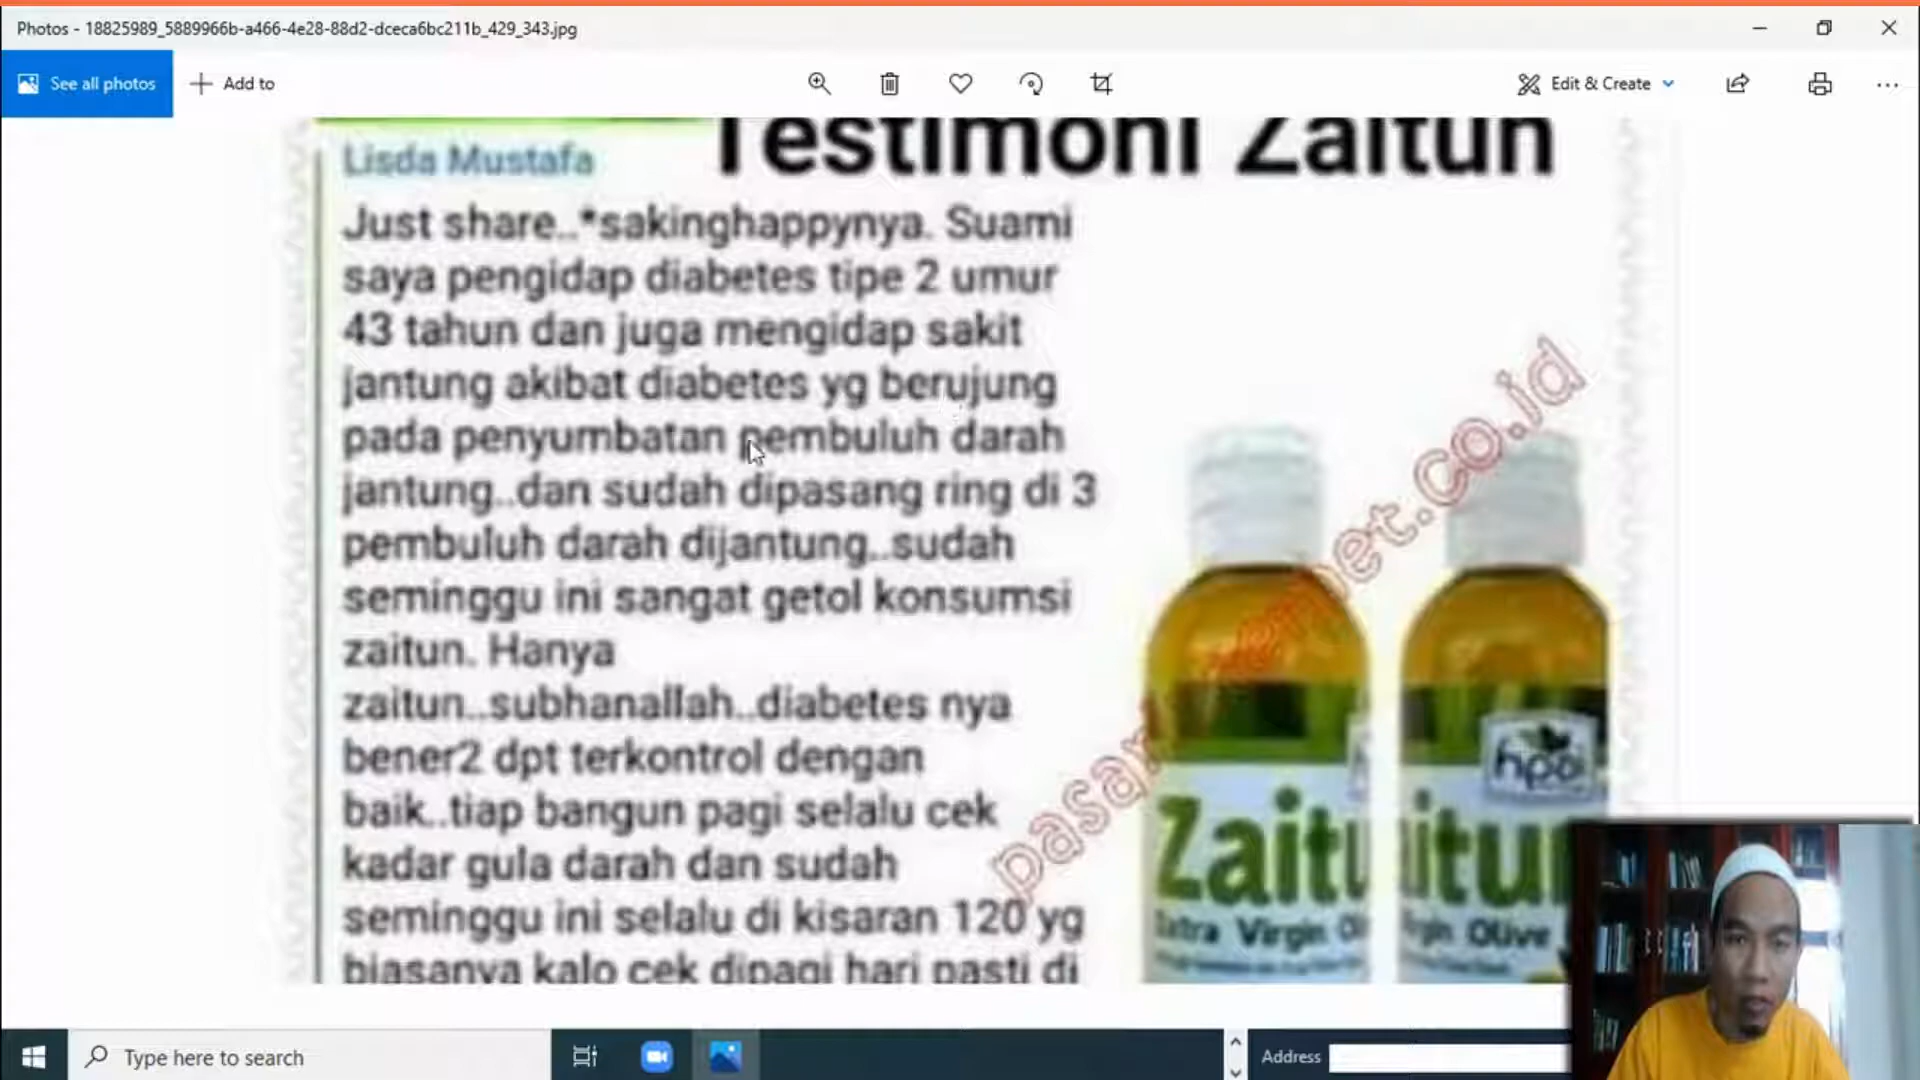 Photos - 18825989_5889966b-a466-4e28-88d2-dceca6bc211b_429_343.jpg
See all photos
Add to
Edit & Create
Testimoni Zaitun
Lisda Mustafa
Just share..*sakinghappynya. Suami
saya pengidap diabetes tipe 2 umur
43 tahun dan juga mengidap sakit
jantung akibat diabetes yg berujung
pada penyumbatan pembuluh darah
jantung..dan sudah dipasang ring di 3
pembuluh darah dijantung..sudah
seminggu ini sangat getol konsumsi
zaitun. Hanya
zaitun..subhanallah..diabetes nya
bener2 dpt terkontrol dengan
baik..tiap bangun pagi selalu cek
kadar gula darah dan sudah
seminggu ini selalu di kisaran 120 yg
biasanya kalo cek dipagi hari pasti di
hpai
Zaitu
itun
Extra Virgin Ol
irgin Olive
Type here to search
Address